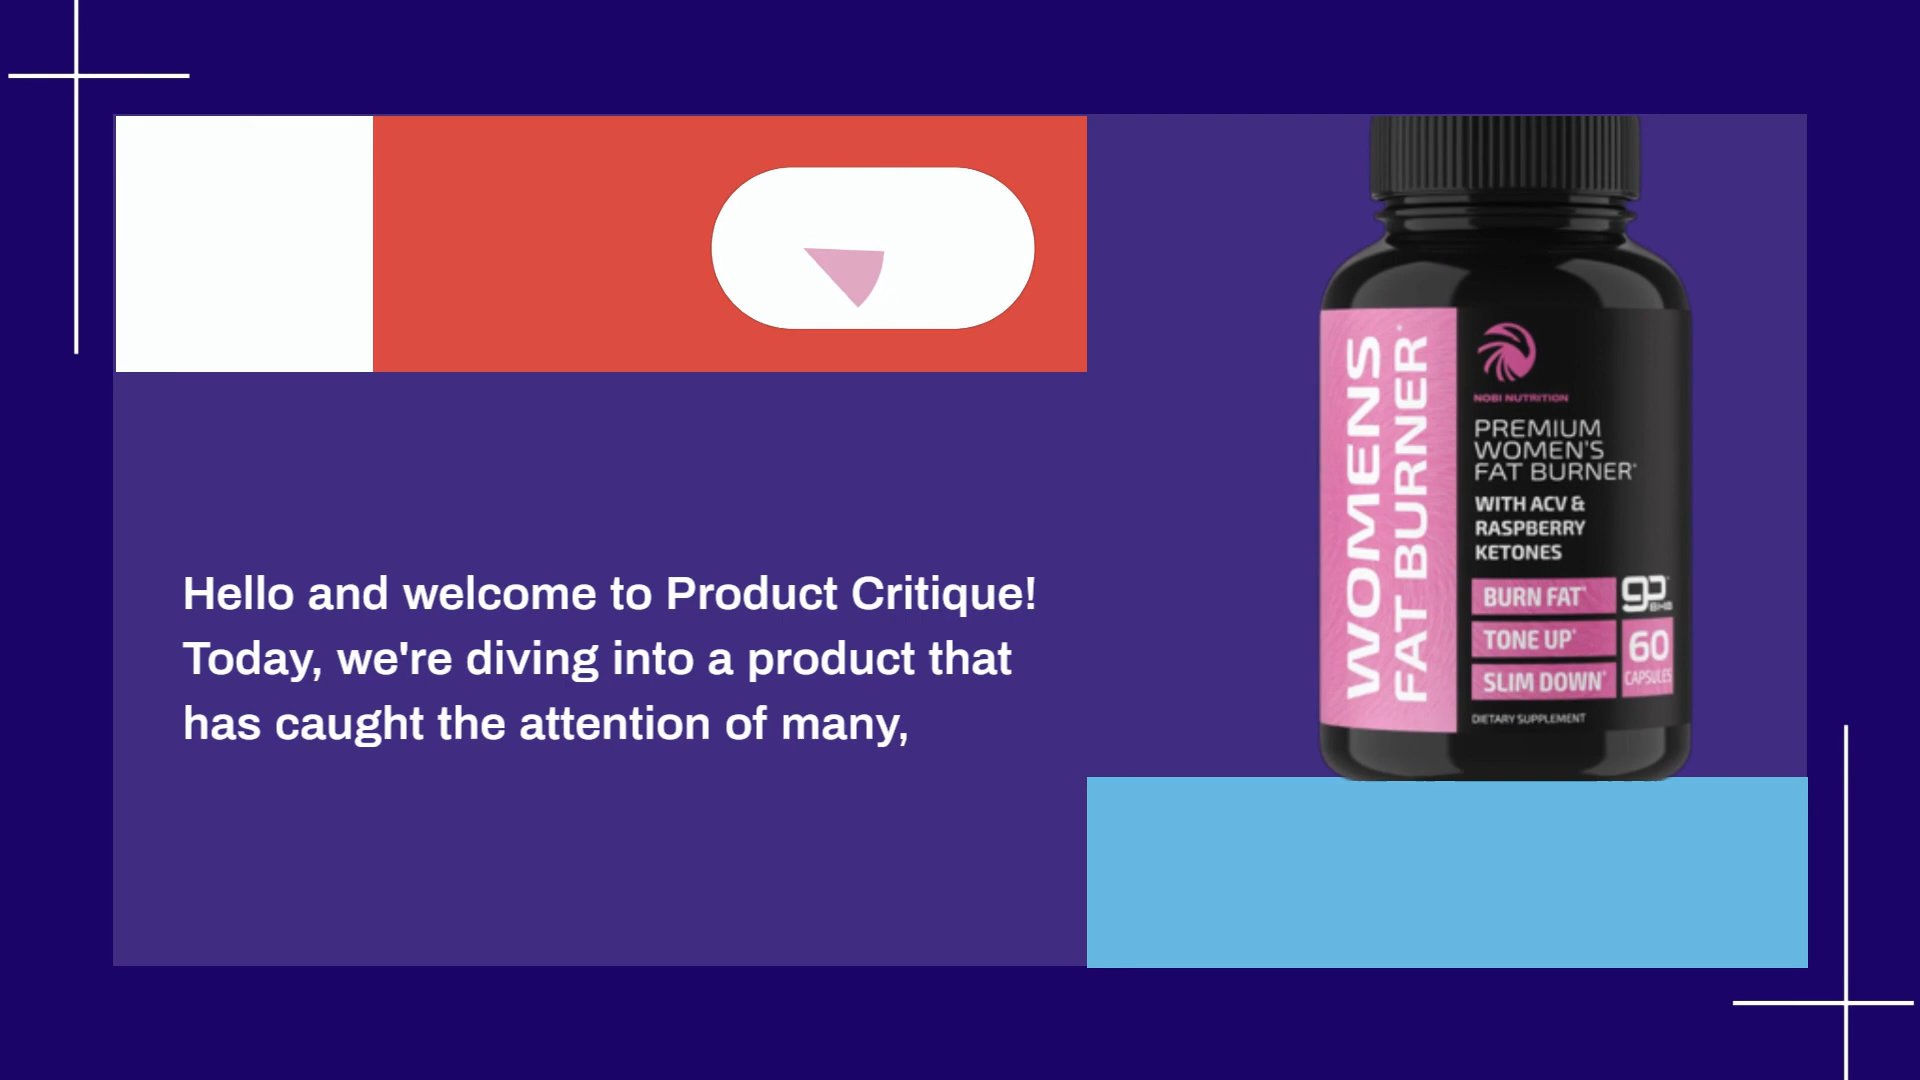 Hello and welcome to Product Critique!
Today, we're diving into a product that
has caught the attention of many,
WOMENS
FAT BURNER*
NOBI NUTRITION
PREMIUM
WOMEN'S
FAT BURNER*
WITH ACV &
RASPBERRY
KETONES
BURN FAT*
TONE UP*
SLIM DOWN*
DIETARY SUPPLEMENT
go
BHB
60
CAPSULES